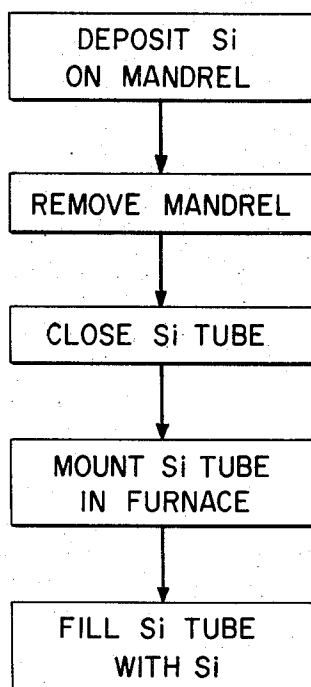 DEPOSIT Si
ON MANDREL
REMOVE MANDREL
CLOSE Si TUBE
MOUNT Si TUBE
IN FURNACE
FILL Si TUBE
WITH Si